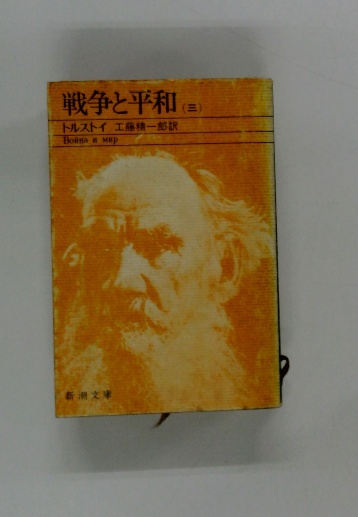 戦争と平和(三)
トルストイ 工藤精一郎訳
Война и мир
新潮文庫